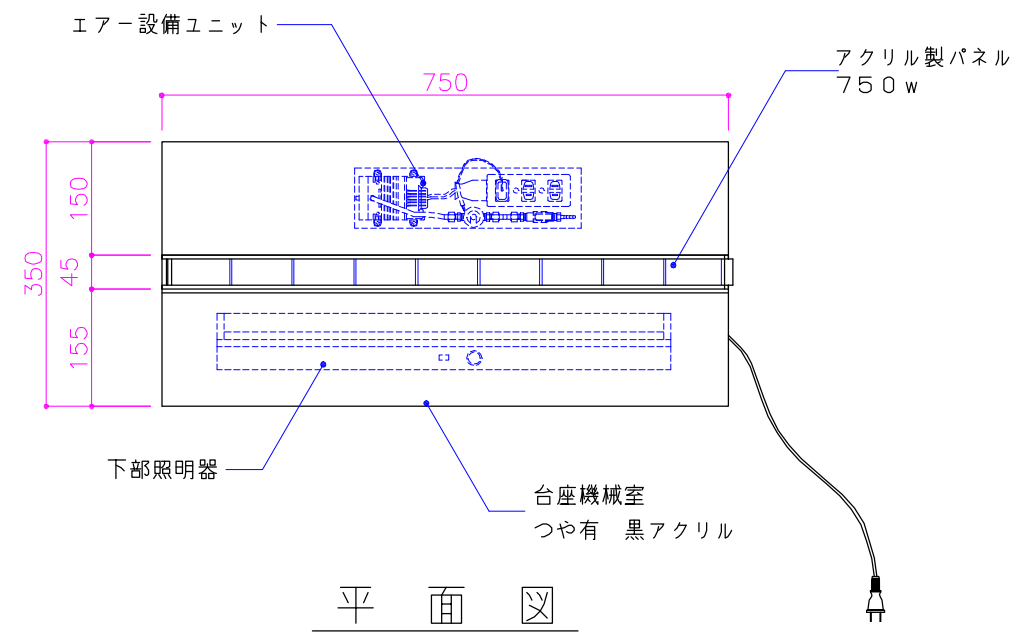 エアー設備ユニット
アクリル製パネル
７５０ｗ
750
150
45
155
350
下部照明器
台座機械室
つや有　黒アクリル
平　面　図